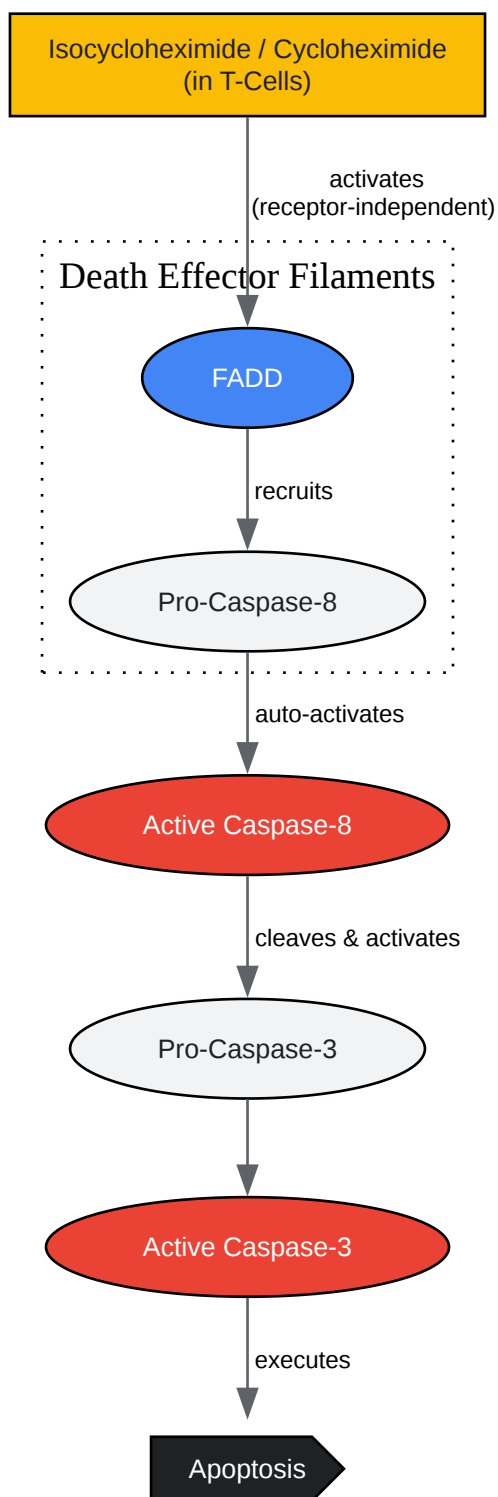 Isocycloheximide / Cycloheximide
(in T-Cells)
activates
(receptor-independent)
Death Effector Filaments
FADD
recruits
Pro-Caspase-8
auto-activates
Active Caspase-8
cleaves & activates
Pro-Caspase-3
Active Caspase-3
executes
Apoptosis